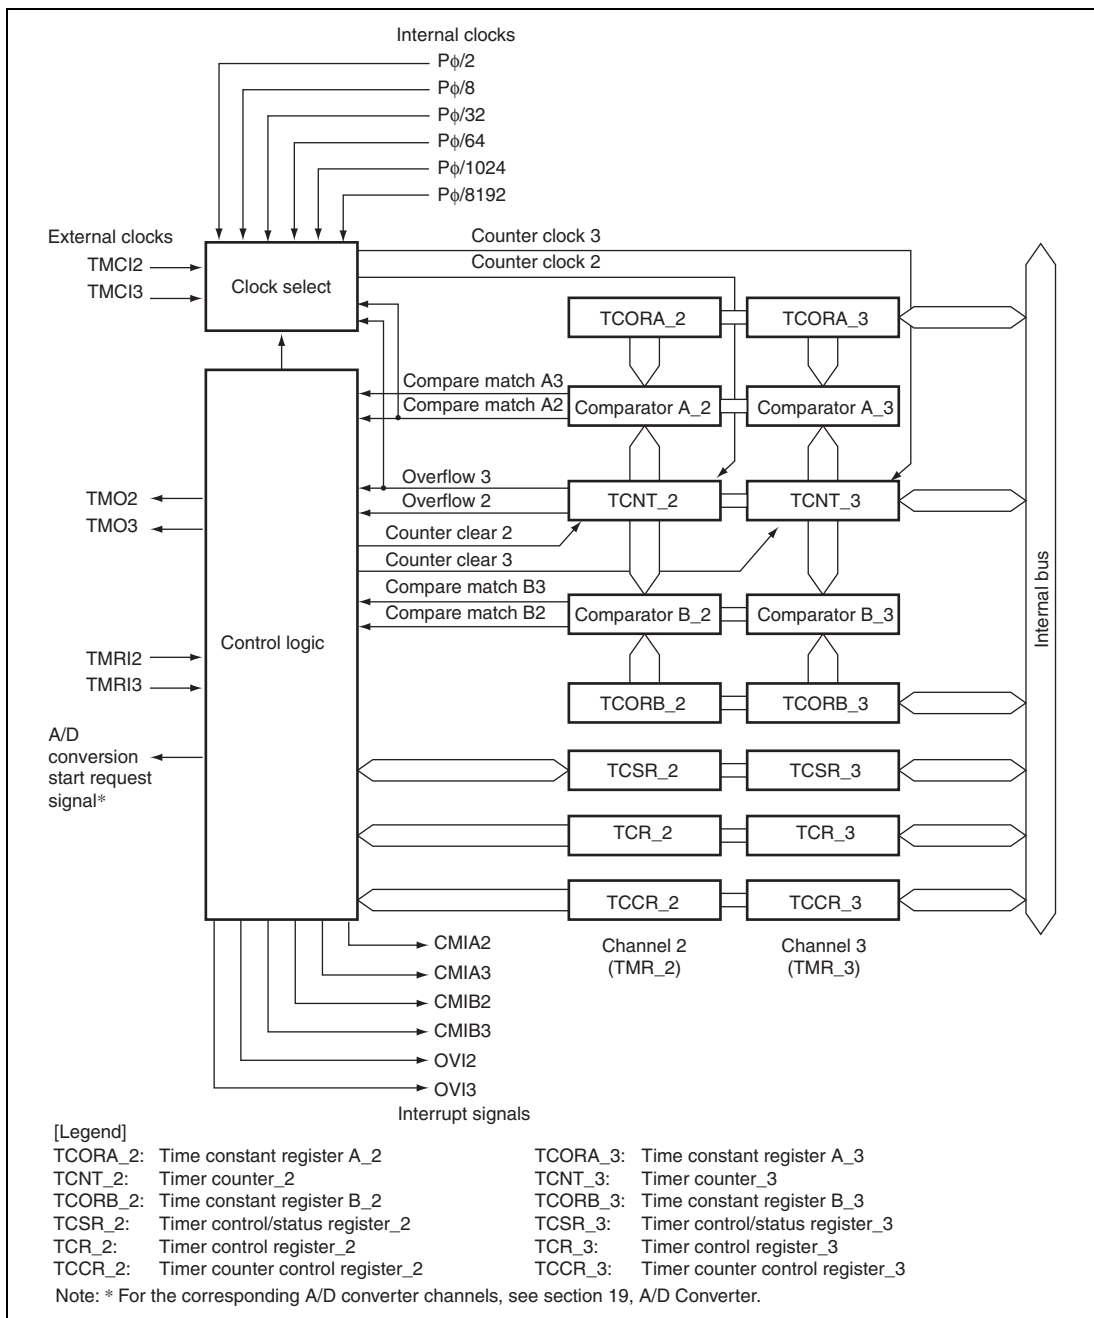 Internal clocks
Pϕ/2
Pϕ/8
Pϕ/32
Pϕ/64
Pϕ/1024
Pϕ/8192
External clocks
TMCI2
TMCI3
Clock select
Counter clock 3
Counter clock 2
TCORA_2
TCORA_3
Compare match A3
Compare match A2
Comparator A_2
Comparator A_3
Overflow 3
Overflow 2
TCNT_2
TCNT_3
TMO2
TMO3
Counter clear 2
Counter clear 3
Compare match B3
Compare match B2
Comparator B_2
Comparator B_3
Control logic
Internal bus
TMRI2
TMRI3
TCORB_2
TCORB_3
A/D
conversion
start request
signal*
TCSR_2
TCSR_3
TCR_2
TCR_3
TCCR_2
TCCR_3
Channel 2
(TMR_2)
Channel 3
(TMR_3)
CMIA2
CMIA3
CMIB2
CMIB3
OVI2
OVI3
Interrupt signals
[Legend]
TCORA_2: Time constant register A_2
TCNT_2: Timer counter_2
TCORB_2: Time constant register B_2
TCSR_2: Timer control/status register_2
TCR_2: Timer control register_2
TCCR_2: Timer counter control register_2
TCORA_3: Time constant register A_3
TCNT_3: Timer counter_3
TCORB_3: Time constant register B_3
TCSR_3: Timer control/status register_3
TCR_3: Timer control register_3
TCCR_3: Timer counter control register_3
Note: * For the corresponding A/D converter channels, see section 19, A/D Converter.